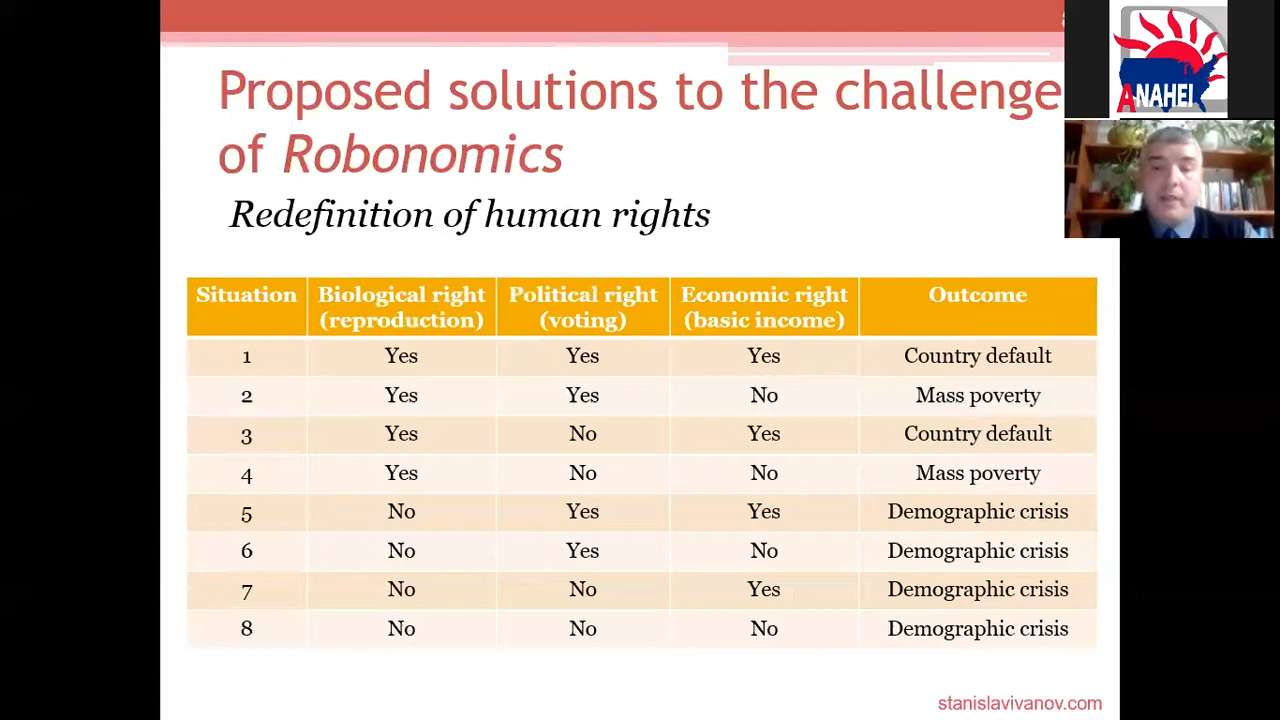 Proposed solutions to the challenge
of Robonomics
Redefinition of human rights
ANAHEI
Situation Biological right (reproduction) Political right (voting) Economic right (basic income) Outcome
1 Yes Yes Yes Country default
2 Yes Yes No Mass poverty
3 Yes No Yes Country default
4 Yes No No Mass poverty
5 No Yes Yes Demographic crisis
6 No Yes No Demographic crisis
7 No No Yes Demographic crisis
8 No No No Demographic crisis
stanislavivanov.com